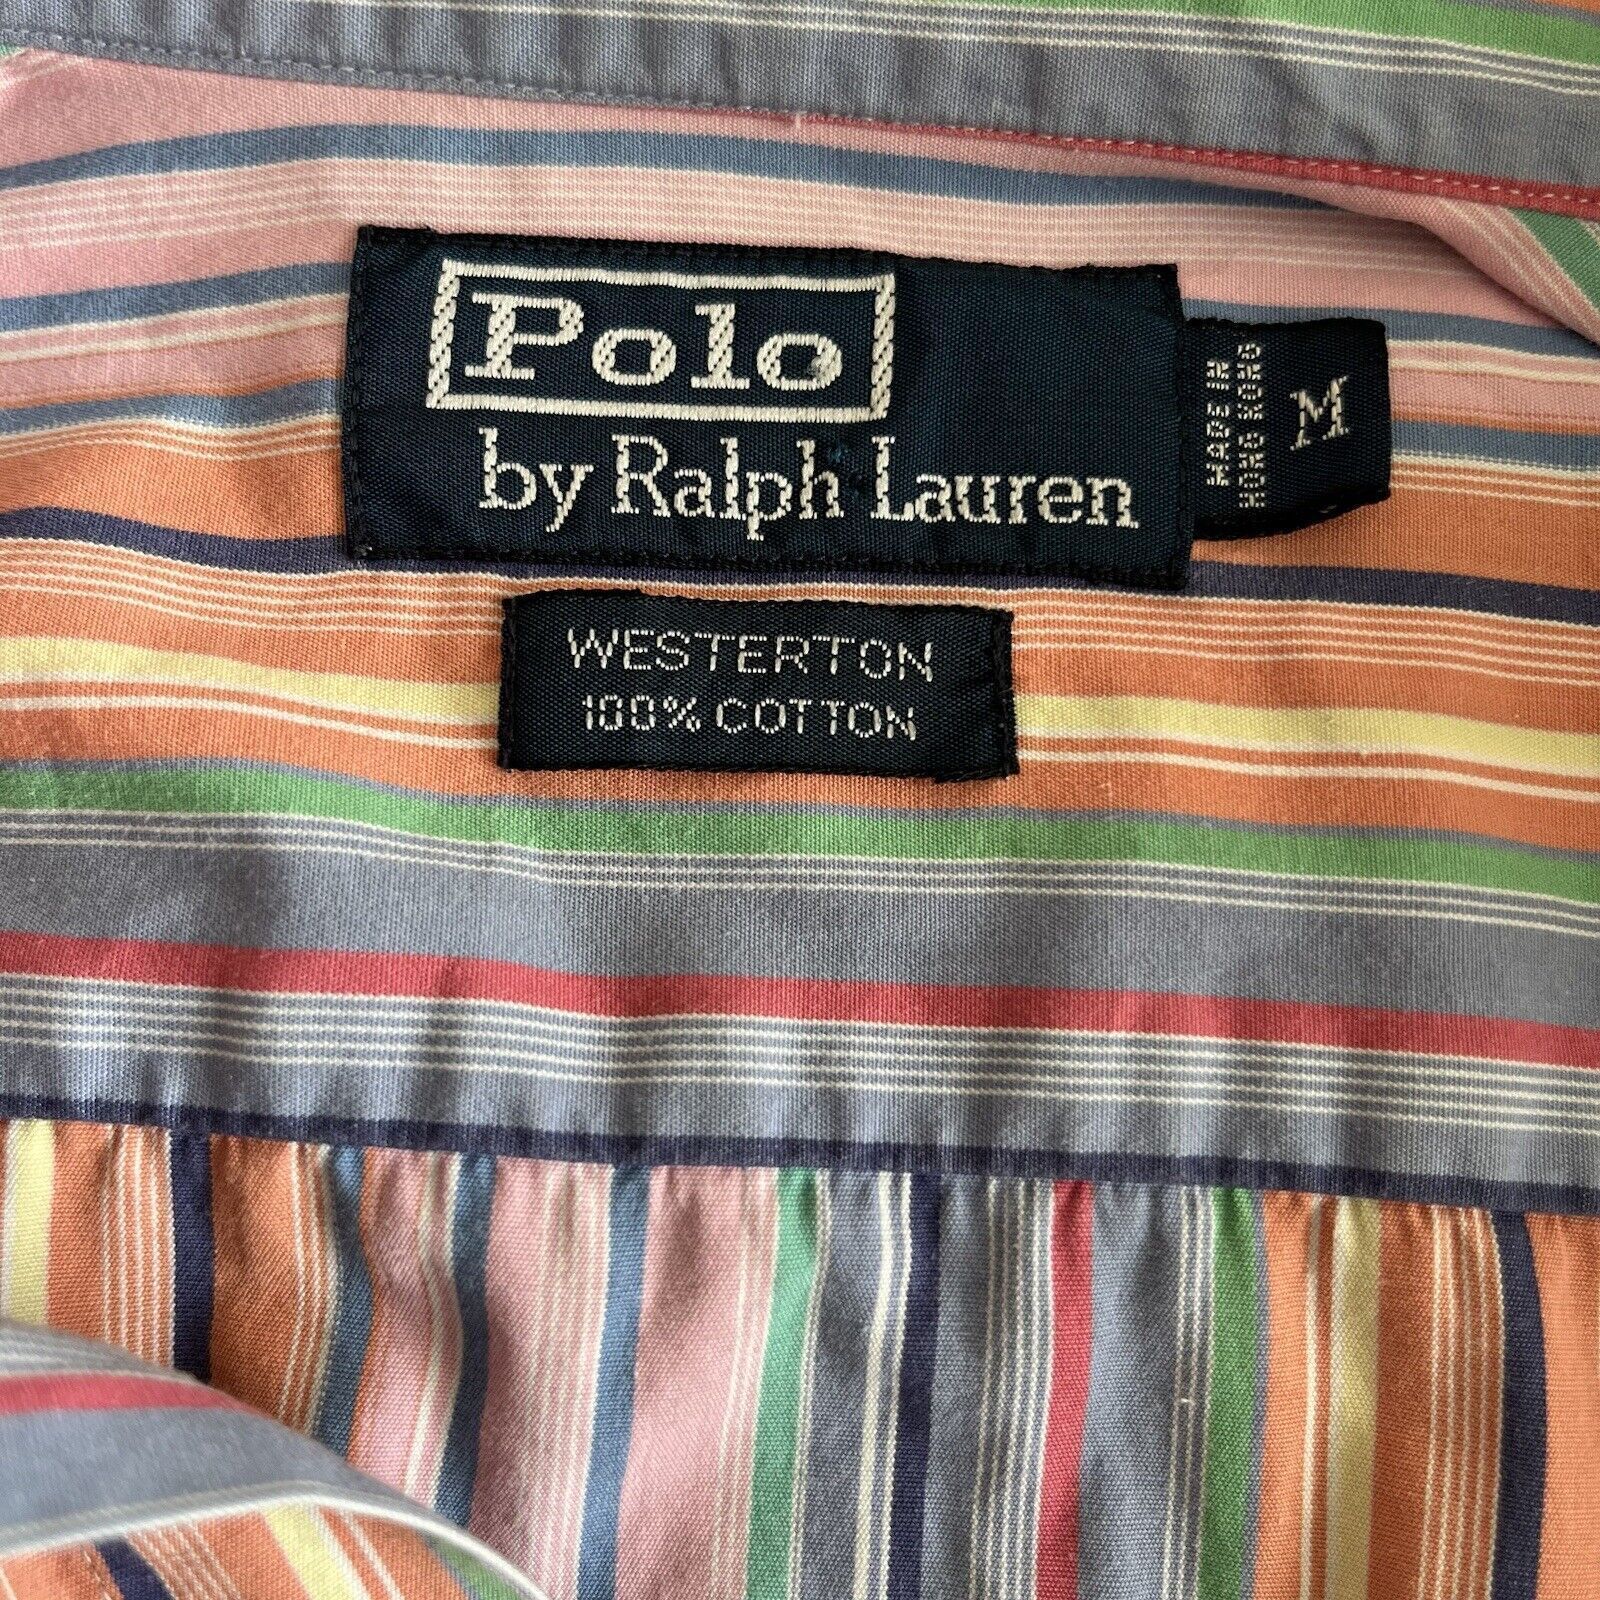 Polo
by Ralph Lauren
MADE IN
HONG KONG
M
WESTERTON
100% COTTON